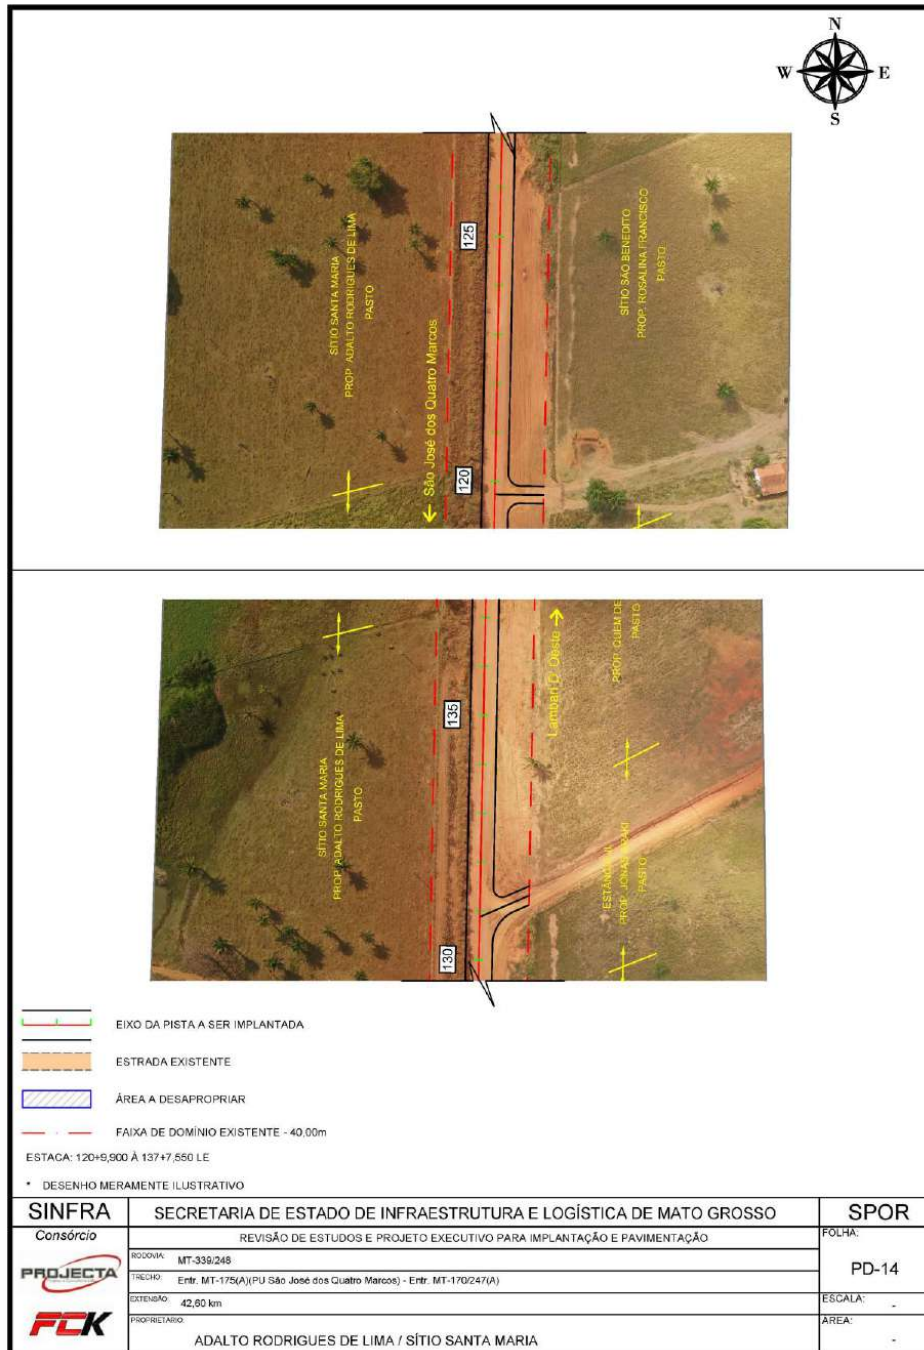 N
W E
S
125
SÍTIO SANTA MARIA
PROP. ADALTO RODRIGUES DE LIMA
PASTO
SÍTIO SÃO BENEDITO
PROP. ROSALINA FRANCISCO
PASTO
← São José dos Quatro Marcos
120
135
SÍTIO SANTA MARIA
PROP. ADALTO RODRIGUES DE LIMA
PASTO
Lambari D' Oeste →
PROP. QUEM DE
PASTO
PASTO
130
EIXO DA PISTA A SER IMPLANTADA
ESTRADA EXISTENTE
ÁREA A DESAPROPRIAR
FAIXA DE DOMÍNIO EXISTENTE - 40,00m
ESTACA: 120+9,900 À 137+7,550 LE
* DESENHO MERAMENTE ILUSTRATIVO
SINFRA
SECRETARIA DE ESTADO DE INFRAESTRUTURA E LOGÍSTICA DE MATO GROSSO
SPOR
Consórcio
PROJECTA
FCK
REVISÃO DE ESTUDOS E PROJETO EXECUTIVO PARA IMPLANTAÇÃO E PAVIMENTAÇÃO
RODOVIA: MT-339/248
TRECHO: Entr. MT-175(A)(PU São José dos Quatro Marcos) - Entr. MT-170/247(A)
EXTENSÃO: 42,60 km
PROPRIETÁRIO:
ADALTO RODRIGUES DE LIMA / SÍTIO SANTA MARIA
FOLHA:
PD-14
ESCALA: -
ÁREA: -